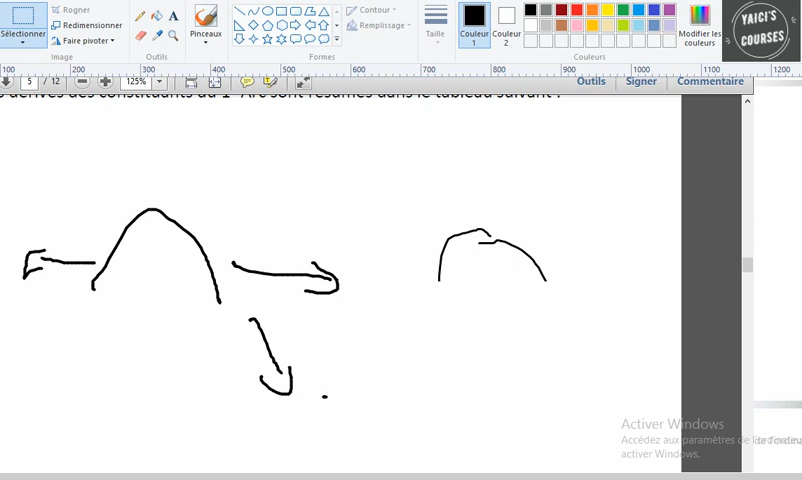 Sélectionner
Rogner
Redimensionner
Faire pivoter
Image
A
Outils
Pinceaux
Formes
Contour
Remplissage
Taille
Couleur 1
Couleur 2
Couleurs
Modifier les couleurs
YAICI'S COURSES
100 200 300 400 500 600 700 800 900 1000 1100 1200
5 / 12
125%
Outils
Signer
Commentaire
Activer Windows
Accédez aux paramètres de
activer Windows.